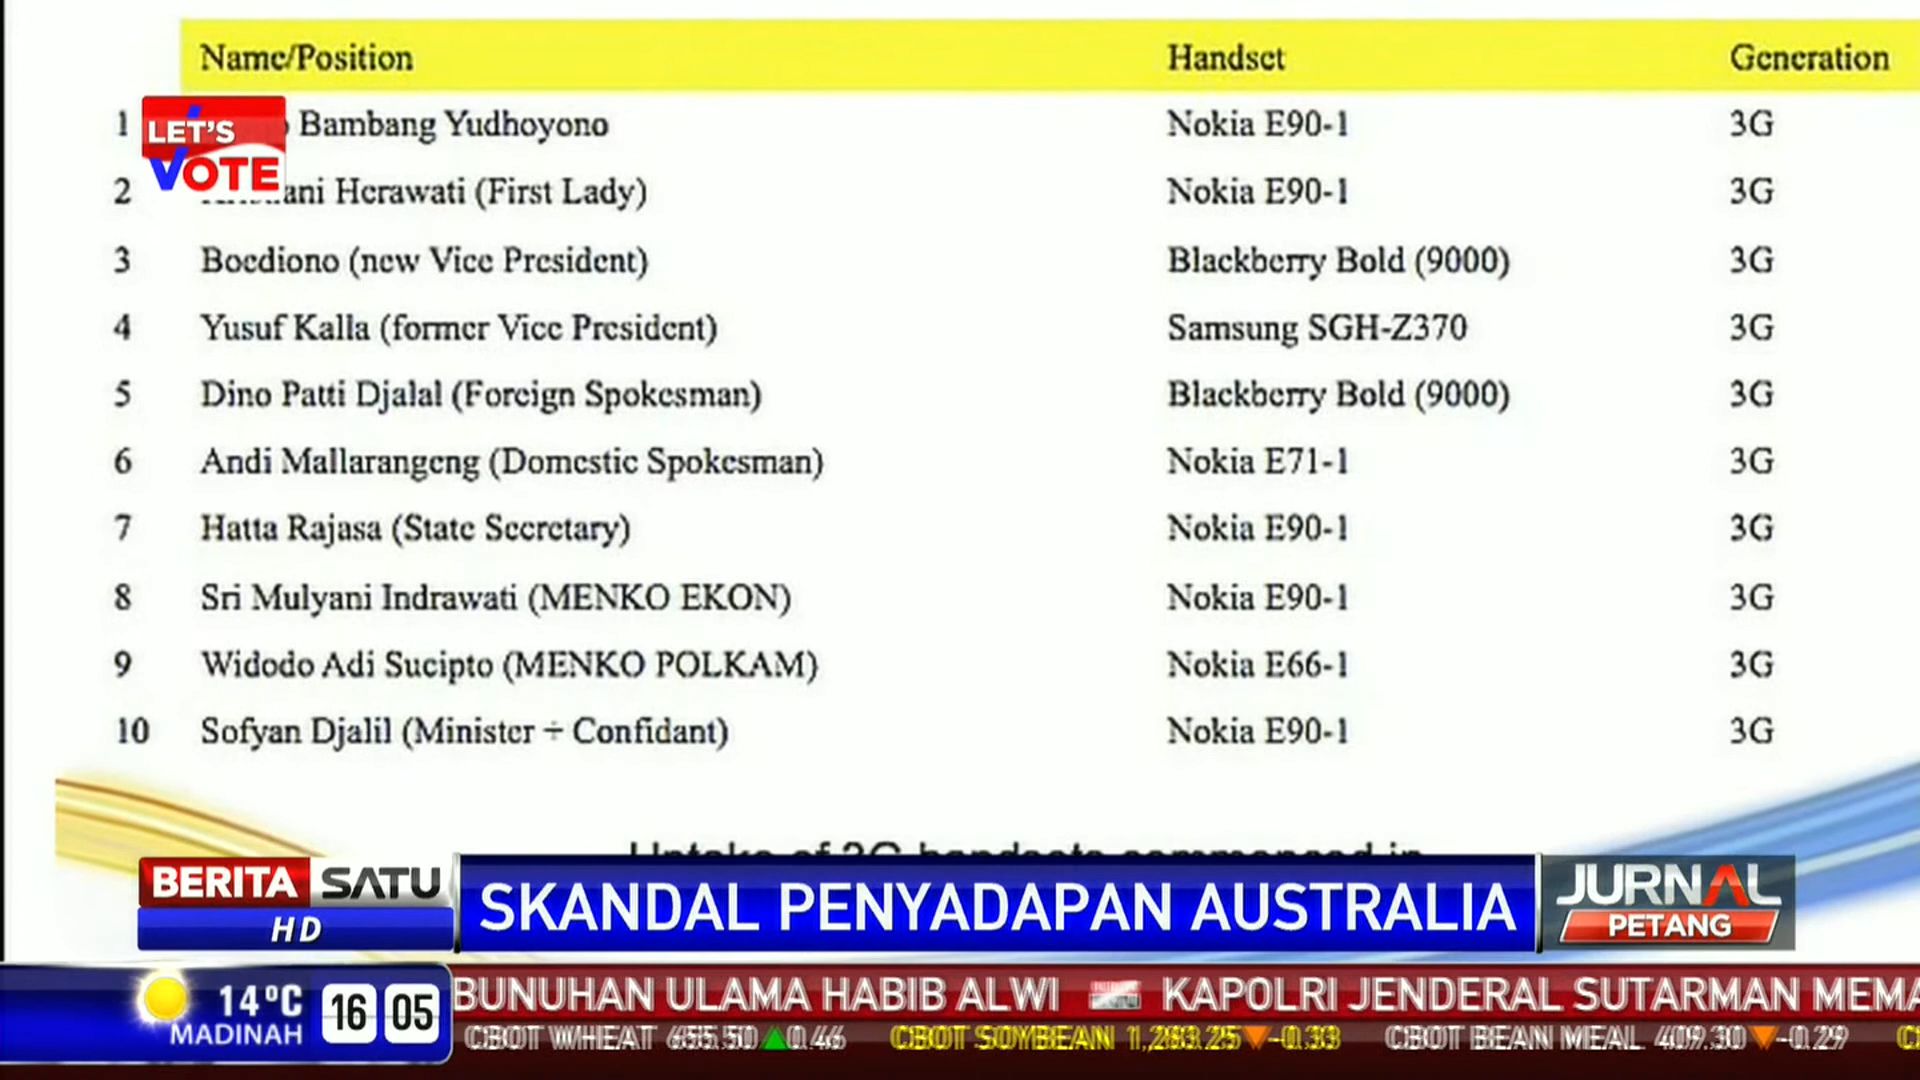 Name/Position Handset Generation
1 Bambang Yudhoyono Nokia E90-1 3G
LET'S
VOTE
2 ani Herawati (First Lady) Nokia E90-1 3G
3 Boediono (new Vice President) Blackberry Bold (9000) 3G
4 Yusuf Kalla (former Vice President) Samsung SGH-Z370 3G
5 Dino Patti Djalal (Foreign Spokesman) Blackberry Bold (9000) 3G
6 Andi Mallarangeng (Domestic Spokesman) Nokia E71-1 3G
7 Hatta Rajasa (State Secretary) Nokia E90-1 3G
8 Sri Mulyani Indrawati (MENKO EKON) Nokia E90-1 3G
9 Widodo Adi Sucipto (MENKO POLKAM) Nokia E66-1 3G
10 Sofyan Djalil (Minister + Confidant) Nokia E90-1 3G
Uptake of 3G handsets commenced in
BERITA SATU
HD
SKANDAL PENYADAPAN AUSTRALIA
JURNAL
PETANG
14°C
MADINAH
16 05
BUNUHAN ULAMA HABIB ALWI KAPOLRI JENDERAL SUTARMAN MEMA
CBOT WHEAT 655.50 0.46 CBOT SOYBEAN 1,283.25 -0.33 CBOT BEAN MEAL 409.30 -0.29